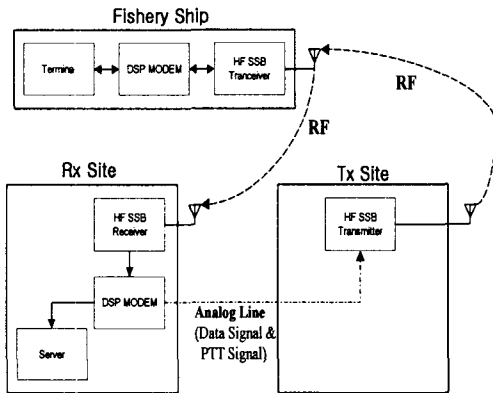 Fishery Ship
Termina
DSP MODEM
HF SSB
Tranceiver
RF
RF
Rx Site
Tx Site
HF SSB
Receiver
HF SSB
Transmitter
DSP MODEM
Server
Analog Line
(Data Signal &
PTT Signal)